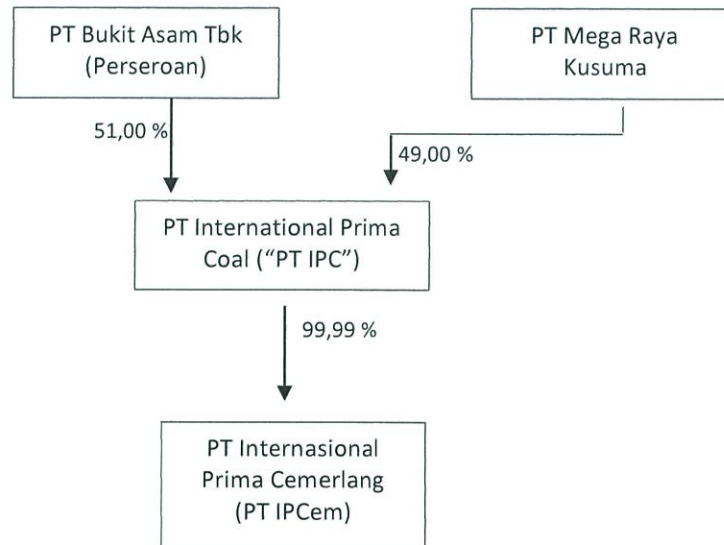 PT Bukit Asam Tbk
(Perseroan)
PT Mega Raya
Kusuma
51,00 %
49,00 %
PT International Prima
Coal (“PT IPC”)
99,99 %
PT Internasional
Prima Cemerlang
(PT IPCem)